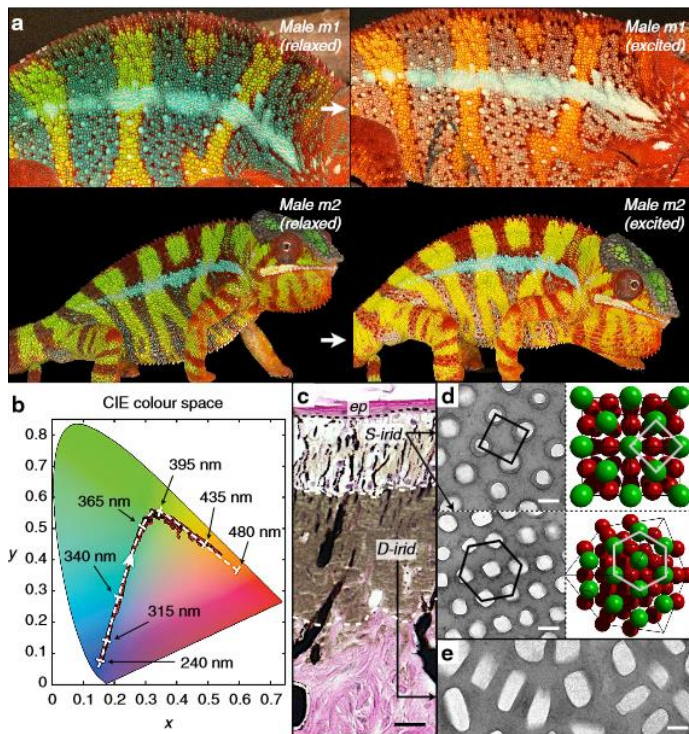 a
Male m1
(relaxed)
Male m1
(excited)
Male m2
(relaxed)
Male m2
(excited)
b
CIE colour space
0.8
0.7
0.6
0.5
y
0.4
0.3
0.2
0.1
0
0
0.1
0.2
0.3
0.4
0.5
0.6
0.7
x
395 nm
365 nm
435 nm
480 nm
340 nm
315 nm
240 nm
c
ep
S-irid.
D-irid.
d
e